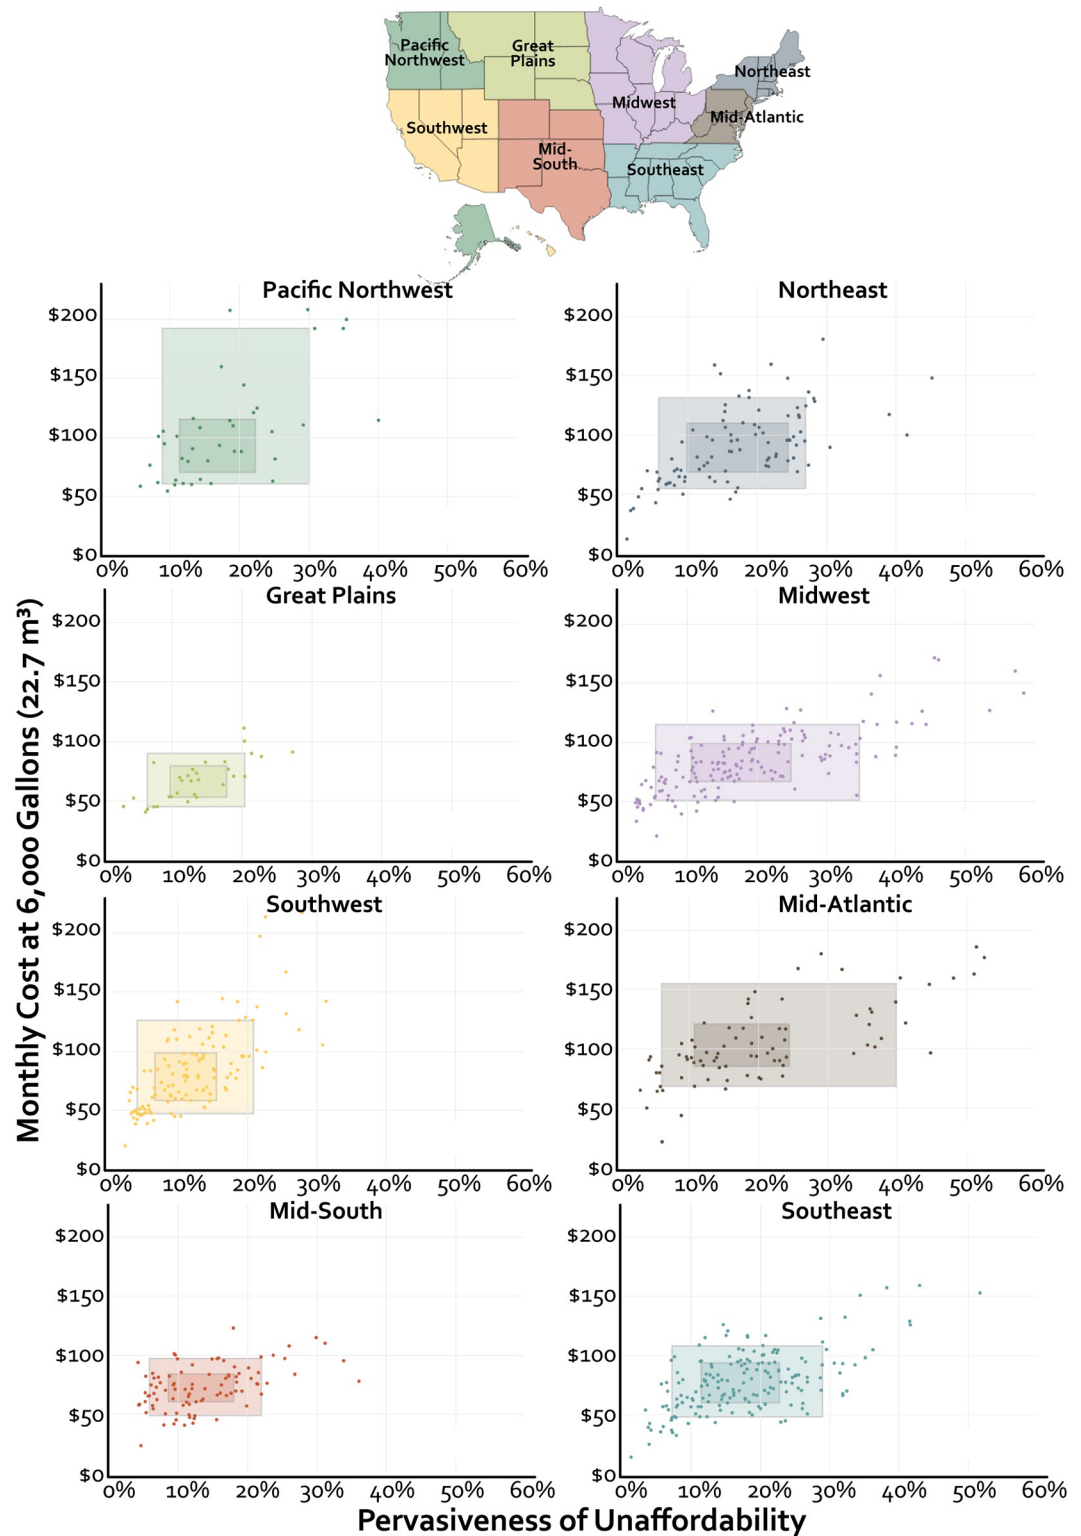 Pacific
Northwest
Great
Plains
Northeast
Midwest
Mid-Atlantic
Southwest
Mid-
South
Southeast
Pacific Northwest
$200
$150
$100
$50
$0
0% 10% 20% 30% 40% 50% 60%
Northeast
$200
$150
$100
$50
$0
0% 10% 20% 30% 40% 50% 60%
Great Plains
$200
$150
$100
$50
$0
0% 10% 20% 30% 40% 50% 60%
Midwest
$200
$150
$100
$50
$0
0% 10% 20% 30% 40% 50% 60%
Monthly Cost at 6,000 Gallons (22.7 m³)
Southwest
$200
$150
$100
$50
$0
0% 10% 20% 30% 40% 50% 60%
Mid-Atlantic
$200
$150
$100
$50
$0
0% 10% 20% 30% 40% 50% 60%
Mid-South
$200
$150
$100
$50
$0
0% 10% 20% 30% 40% 50% 60%
Southeast
$200
$150
$100
$50
$0
0% 10% 20% 30% 40% 50% 60%
Pervasiveness of Unaffordability